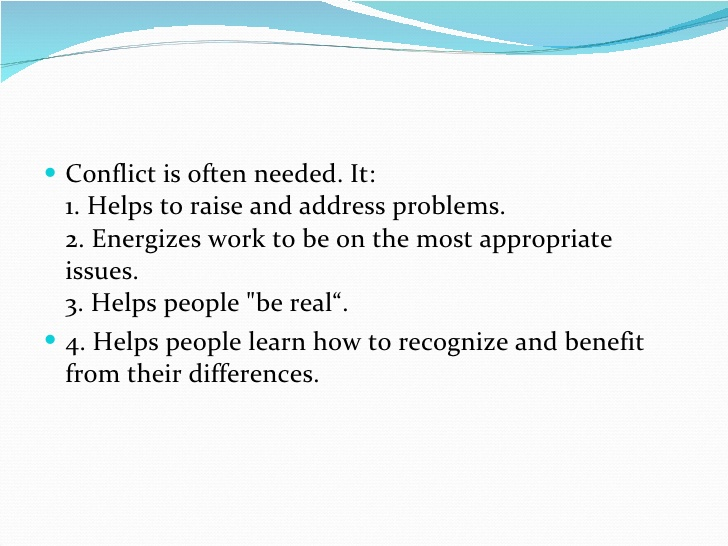 • Conflict is often needed. It:
1. Helps to raise and address problems.
2. Energizes work to be on the most appropriate
issues.
3. Helps people "be real“.
• 4. Helps people learn how to recognize and benefit
from their differences.